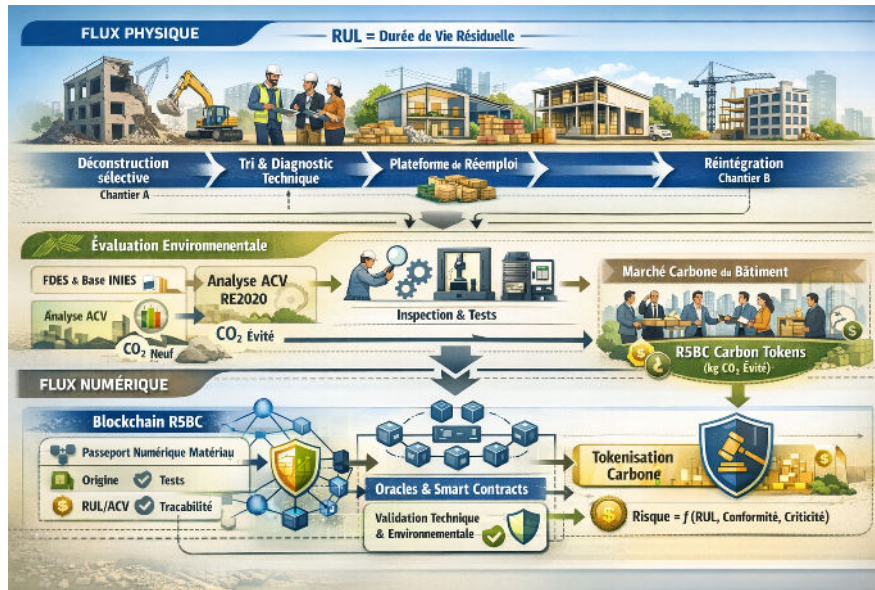 FLUX PHYSIQUE
RUL = Durée de Vie Résiduelle
Déconstruction
sélective
Chantier A
Tri & Diagnostic
Technique
Plateforme de Réemploi
Réintégration
Chantier B
Évaluation Enviromenentale
FDES & Base INIES
Analyse ACV
RE2020
Analyse ACV
CO₂ Neuf
CO₂ Évité
Inspection & Tests
Marché Carbone du Bâtiment
R5BC Carbon Tokens
(kg CO₂ Évité)
FLUX NUMÉRIQUE
Blockchain R5BC
Passeport Numérique Matériau
Origine
Tests
RUL/ACV
Tracabilité
Oracles & Smart Contracts
Validation Technique
& Environnementale
Tokenisation
Carbone
Risque = f (RUL, Conformité, Criticité)